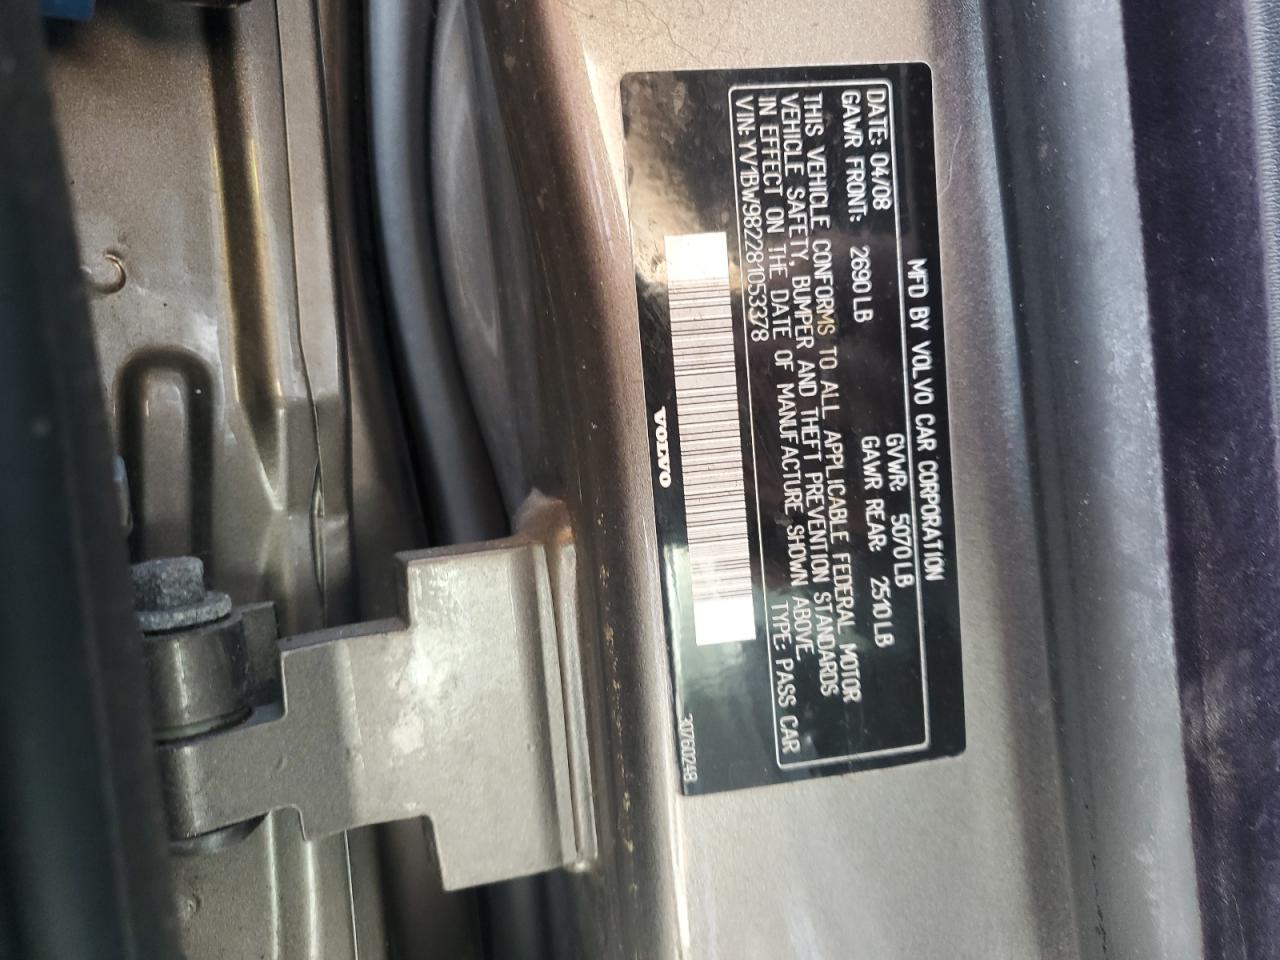 MFD BY VOLVO CAR CORPORATION
DATE: 04/08 GVWR: 5070 LB
GAWR FRONT: 2690 LB GAWR REAR: 2510 LB
THIS VEHICLE CONFORMS TO ALL APPLICABLE FEDERAL MOTOR
VEHICLE SAFETY, BUMPER AND THEFT PREVENTION STANDARDS
IN EFFECT ON THE DATE OF MANUFACTURE SHOWN ABOVE.
VIN: YV1BW982281053378 TYPE: PASS CAR
VOLVO
30760248